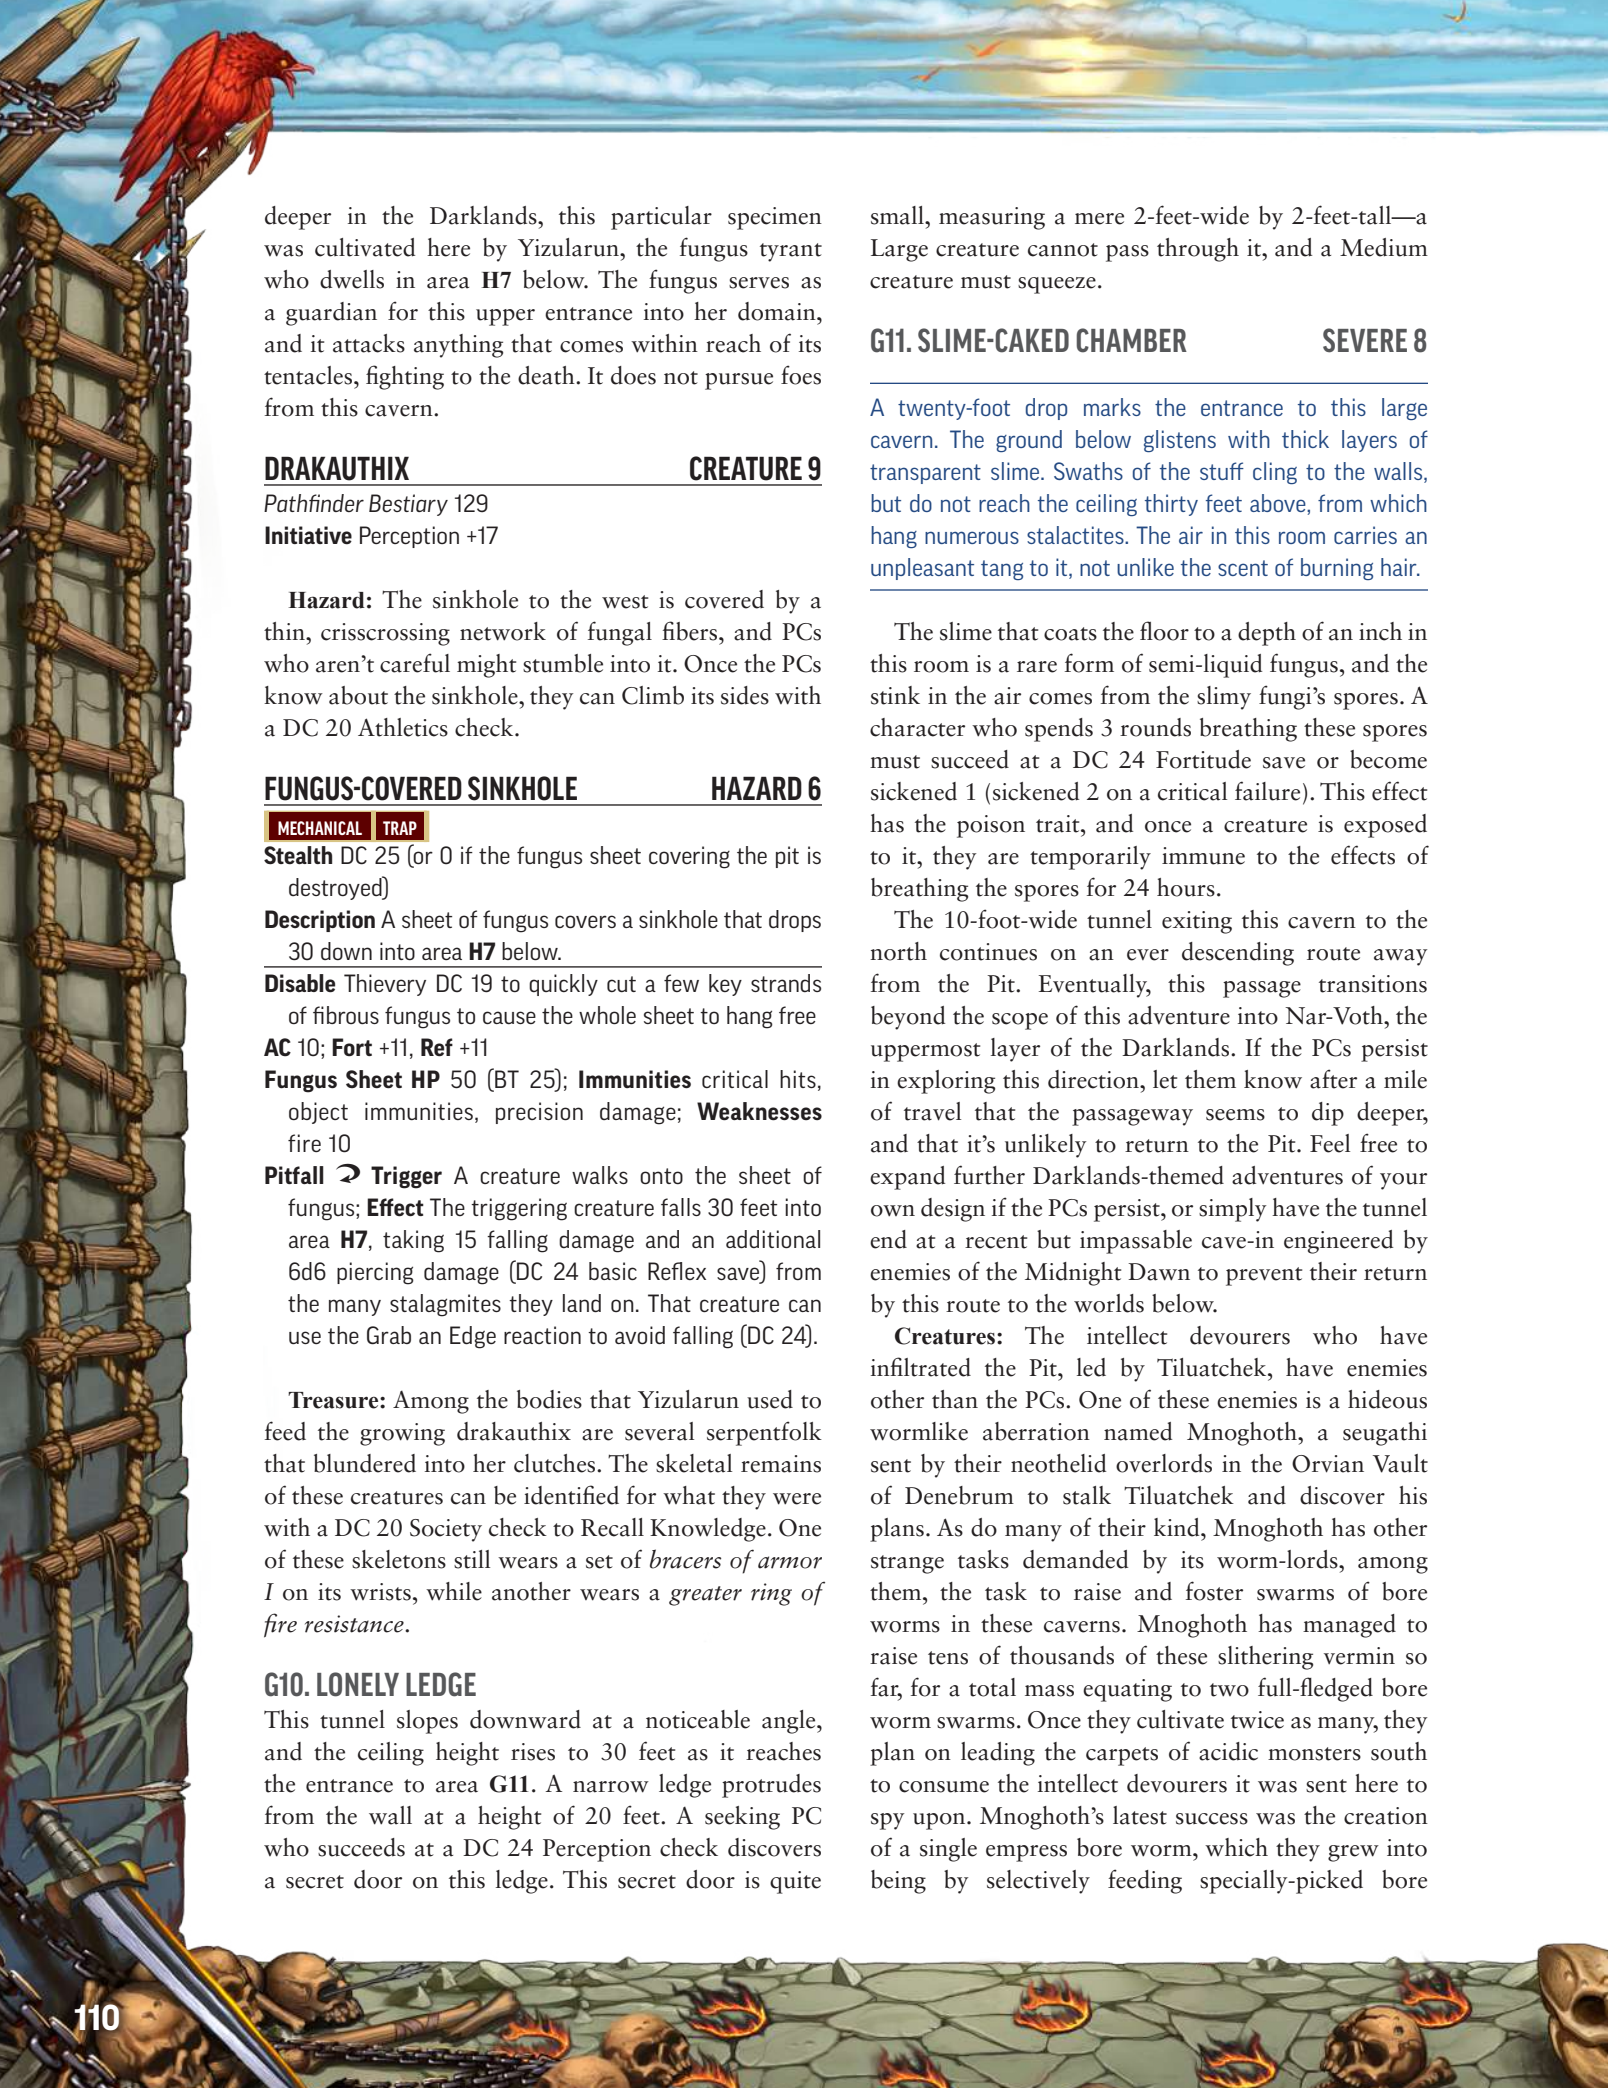 deeper in the Darklands, this particular specimen
was cultivated here by Yizularun, the fungus tyrant
who dwells in area H7 below. The fungus serves as
a guardian for this upper entrance into her domain,
and it attacks anything that comes within reach of its
tentacles, fighting to the death. It does not pursue foes
from this cavern.
DRAKAUTHIX CREATURE 9
Pathfinder Bestiary 129
Initiative Perception +17
Hazard: The sinkhole to the west is covered by a
thin, crisscrossing network of fungal fibers, and PCs
who aren't careful might stumble into it. Once the PCs
know about the sinkhole, they can Climb its sides with
a DC 20 Athletics check.
FUNGUS-COVERED SINKHOLE HAZARD 6
MECHANICAL TRAP
Stealth DC 25 (or 0 if the fungus sheet covering the pit is
destroyed)
Description A sheet of fungus covers a sinkhole that drops
30 down into area H7 below.
Disable Thievery DC 19 to quickly cut a few key strands
of fibrous fungus to cause the whole sheet to hang free
AC 10; Fort +11, Ref +11
Fungus Sheet HP 50 (BT 25); Immunities critical hits,
object immunities, precision damage; Weaknesses
fire 10
Pitfall Trigger A creature walks onto the sheet of
fungus; Effect The triggering creature falls 30 feet into
area H7, taking 15 falling damage and an additional
6d6 piercing damage (DC 24 basic Reflex save) from
the many stalagmites they land on. That creature can
use the Grab an Edge reaction to avoid falling (DC 24).
Treasure: Among the bodies that Yizularun used to
feed the growing drakauthix are several serpentfolk
that blundered into her clutches. The skeletal remains
of these creatures can be identified for what they were
with a DC 20 Society check to Recall Knowledge. One
of these skeletons still wears a set of bracers of armor
I on its wrists, while another wears a greater ring of
fire resistance.
G10. LONELY LEDGE
This tunnel slopes downward at a noticeable angle,
and the ceiling height rises to 30 feet as it reaches
the entrance to area G11. A narrow ledge protrudes
from the wall at a height of 20 feet. A seeking PC
who succeeds at a DC 24 Perception check discovers
a secret door on this ledge. This secret door is quite
small, measuring a mere 2-feet-wide by 2-feet-tall—a
Large creature cannot pass through it, and a Medium
creature must squeeze.
G11. SLIME-CAKED CHAMBER SEVERE 8
A twenty-foot drop marks the entrance to this large
cavern. The ground below glistens with thick layers of
transparent slime. Swaths of the stuff cling to the walls,
but do not reach the ceiling thirty feet above, from which
hang numerous stalactites. The air in this room carries an
unpleasant tang to it, not unlike the scent of burning hair.
The slime that coats the floor to a depth of an inch in
this room is a rare form of semi-liquid fungus, and the
stink in the air comes from the slimy fungi's spores. A
character who spends 3 rounds breathing these spores
must succeed at a DC 24 Fortitude save or become
sickened 1 (sickened 2 on a critical failure). This effect
has the poison trait, and once a creature is exposed
to it, they are temporarily immune to the effects of
breathing the spores for 24 hours.
The 10-foot-wide tunnel exiting this cavern to the
north continues on an ever descending route away
from the Pit. Eventually, this passage transitions
beyond the scope of this adventure into Nar-Voth, the
uppermost layer of the Darklands. If the PCs persist
in exploring this direction, let them know after a mile
of travel that the passageway seems to dip deeper,
and that it's unlikely to return to the Pit. Feel free to
expand further Darklands-themed adventures of your
own design if the PCs persist, or simply have the tunnel
end at a recent but impassable cave-in engineered by
enemies of the Midnight Dawn to prevent their return
by this route to the worlds below.
Creatures: The intellect devourers who have
infiltrated the Pit, led by Tiluatchek, have enemies
other than the PCs. One of these enemies is a hideous
wormlike aberration named Mnoghoth, a seugathi
sent by their neothelid overlords in the Orvian Vault
of Denebrum to stalk Tiluatchek and discover his
plans. As do many of their kind, Mnoghoth has other
strange tasks demanded by its worm-lords, among
them, the task to raise and foster swarms of bore
worms in these caverns. Mnoghoth has managed to
raise tens of thousands of these slithering vermin so
far, for a total mass equating to two full-fledged bore
worm swarms. Once they cultivate twice as many, they
plan on leading the carpets of acidic monsters south
to consume the intellect devourers it was sent here to
spy upon. Mnoghoth's latest success was the creation
of a single empress bore worm, which they grew into
being by selectively feeding specially-picked bore
110